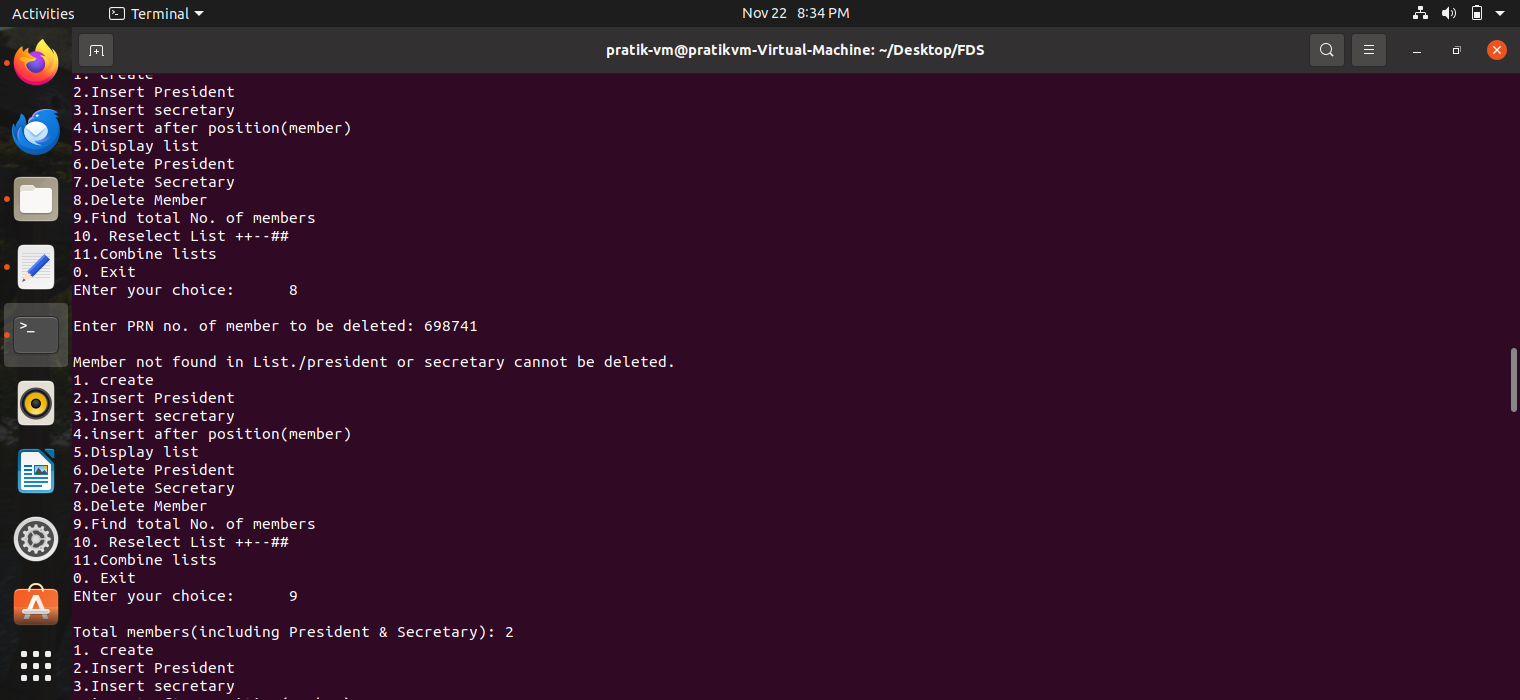 Activities Terminal Nov 22 8:34 PM
pratik-vm@pratikvm-Virtual-Machine: ~/Desktop/FDS
1. create
2.Insert President
3.Insert secretary
4.insert after position(member)
5.Display list
6.Delete President
7.Delete Secretary
8.Delete Member
9.Find total No. of members
10. Reselect List ++--##
11.Combine lists
0. Exit
ENter your choice: 8
Enter PRN no. of member to be deleted: 698741
Member not found in List./president or secretary cannot be deleted.
1. create
2.Insert President
3.Insert secretary
4.insert after position(member)
5.Display list
6.Delete President
7.Delete Secretary
8.Delete Member
9.Find total No. of members
10. Reselect List ++--##
11.Combine lists
0. Exit
ENter your choice: 9
Total members(including President & Secretary): 2
1. create
2.Insert President
3.Insert secretary